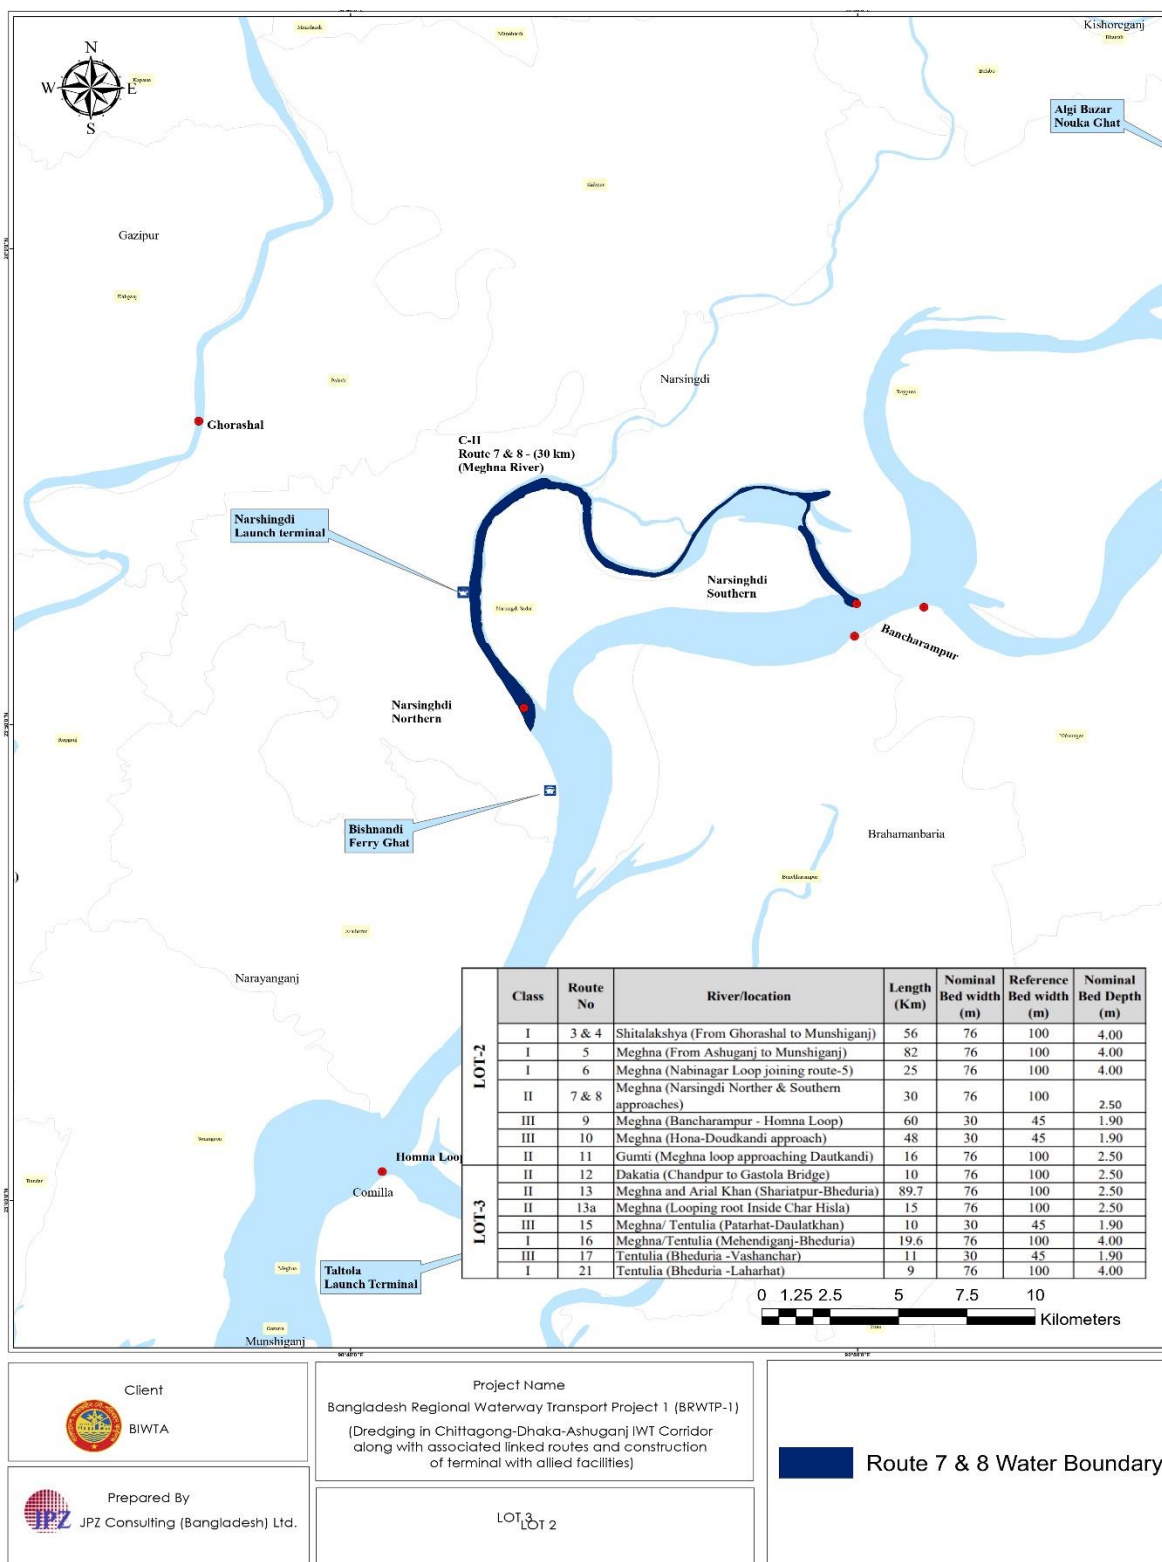 N
W E
S
Kishoreganj
Algi Bazar
Nouka Ghat
Gazipur
Narsingdi
Ghorashal
C-II
Route 7 & 8 - (30 km)
(Meghna River)
Narshingdi
Launch terminal
Narsinghdi
Southern
Bancharampur
Narsinghdi
Northern
Bishnandi
Ferry Ghat
Brahamanbaria
)
Narayanganj
Homna Loop
Comilla
Meghna
Taltola
Launch Terminal
Munshiganj
LOT-2
LOT-3
Class Route No River/location Length (Km) Nominal Bed width (m) Reference Bed width (m) Nominal Bed Depth (m)
I 3 & 4 Shitalakshya (From Ghorashal to Munshiganj) 56 76 100 4.00
I 5 Meghna (From Ashuganj to Munshiganj) 82 76 100 4.00
I 6 Meghna (Nabinagar Loop joining route-5) 25 76 100 4.00
II 7 & 8 Meghna (Narsingdi Norther & Southern approaches) 30 76 100 2.50
III 9 Meghna (Bancharampur - Homna Loop) 60 30 45 1.90
III 10 Meghna (Hona-Doudkandi approach) 48 30 45 1.90
II 11 Gumti (Meghna loop approaching Dautkandi) 16 76 100 2.50
II 12 Dakatia (Chandpur to Gastola Bridge) 10 76 100 2.50
II 13 Meghna and Arial Khan (Shariatpur-Bheduria) 89.7 76 100 2.50
II 13a Meghna (Looping root Inside Char Hisla) 15 76 100 2.50
III 15 Meghna/ Tentulia (Patarhat-Daulatkhan) 10 30 45 1.90
I 16 Meghna/Tentulia (Mehendiganj-Bheduria) 19.6 76 100 4.00
III 17 Tentulia (Bheduria -Vashanchar) 11 30 45 1.90
I 21 Tentulia (Bheduria -Laharhat) 9 76 100 4.00
0 1.25 2.5 5 7.5 10
Kilometers
Client
BIWTA
Prepared By
JPZ
JPZ Consulting (Bangladesh) Ltd.
Project Name
Bangladesh Regional Waterway Transport Project 1 (BRWTP-1)
(Dredging in Chittagong-Dhaka-Ashuganj IWT Corridor
along with associated linked routes and construction
of terminal with allied facilities)
LOT 3
LOT 2
Route 7 & 8 Water Boundary